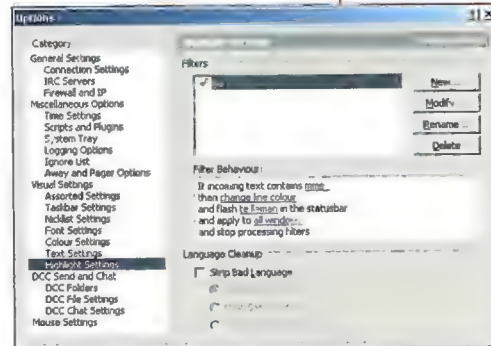 Options
Category
General Settings
Connection Settings
IRC Servers
Firewall and IP
Miscellaneous Options
Time Settings
Scripts and Plugins
System Tray
Logging Options
Ignore List
Away and Pager Options
Visual Settings
Assorted Settings
Taskbar Settings
Nicklist Settings
Font Settings
Colour Settings
Text Settings
Highlight Settings
DCC Send and Chat
DCC Folders
DCC File Settings
DCC Chat Settings
Mouse Settings
Filters
New...
Modify
Rename...
Delete
Filter Behaviour:
If incoming text contains
then change line colour
and flash in the statusbar
and apply to all windows
and stop processing filters
Language Cleanup
Strip Bad Language